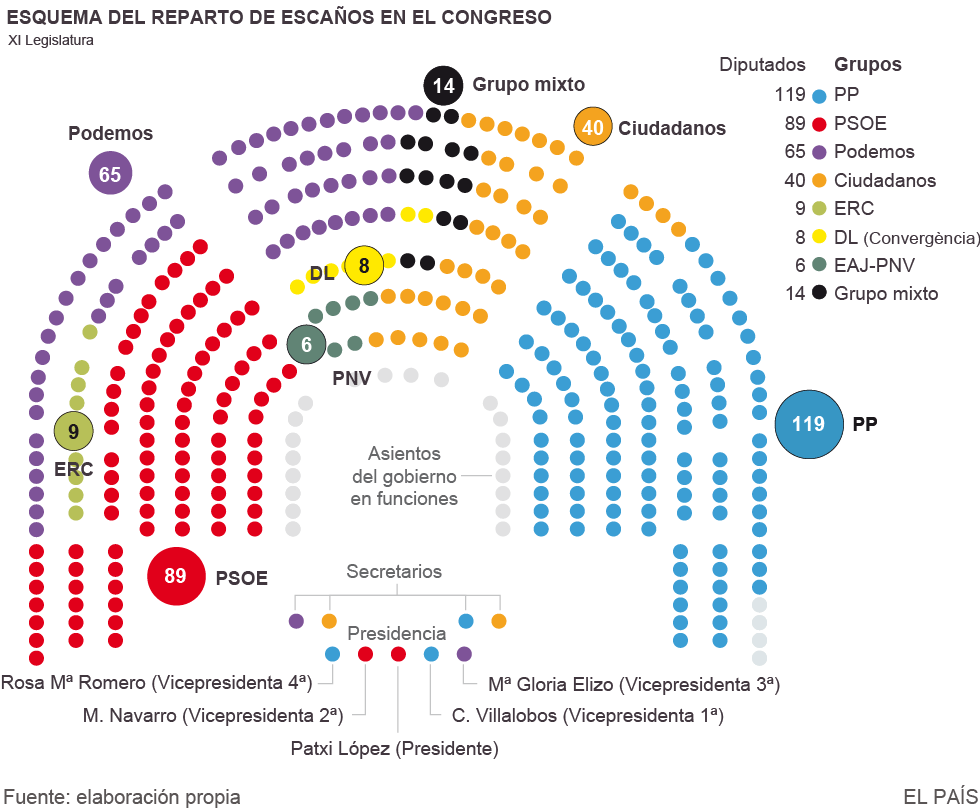 ESQUEMA DEL REPARTO DE ESCAÑOS EN EL CONGRESO
XI Legislatura
Diputados Grupos
119 PP
89 PSOE
65 Podemos
40 Ciudadanos
9 ERC
8 DL (Convergència)
6 EAJ-PNV
14 Grupo mixto
14 Grupo mixto
40 Ciudadanos
Podemos
65
DL 8
6
PNV
119 PP
9
ERC
Asientos
del gobierno
en funciones
89 PSOE
Secretarios
Presidencia
Rosa Mª Romero (Vicepresidenta 4ª)
Mª Gloria Elizo (Vicepresidenta 3ª)
M. Navarro (Vicepresidenta 2ª)
C. Villalobos (Vicepresidenta 1ª)
Patxi López (Presidente)
Fuente: elaboración propia
EL PAÍS